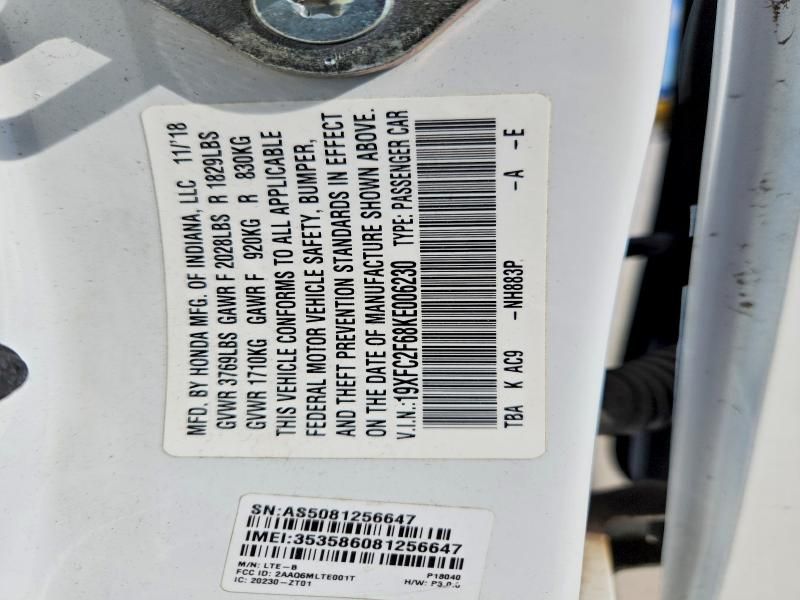 MFD. BY HONDA MFG. OF INDIANA, LLC 11/'18
GVWR 3769LBS GAWR F 2028LBS R 1829LBS
GVWR 1710KG GAWR F 920KG R 830KG
THIS VEHICLE CONFORMS TO ALL APPLICABLE
FEDERAL MOTOR VEHICLE SAFETY, BUMPER,
AND THEFT PREVENTION STANDARDS IN EFFECT
ON THE DATE OF MANUFACTURE SHOWN ABOVE.
V.I.N.:19XFC2F68KE006230 TYPE: PASSENGER CAR
TBA K AC9 -NH883P -A -E
SN:AS5081256647
IMEI:353586081256647
M/N: LTE-B
FCC ID: 2AAQ6MLTE001T P18040
IC: 20230-ZT01 H/W: